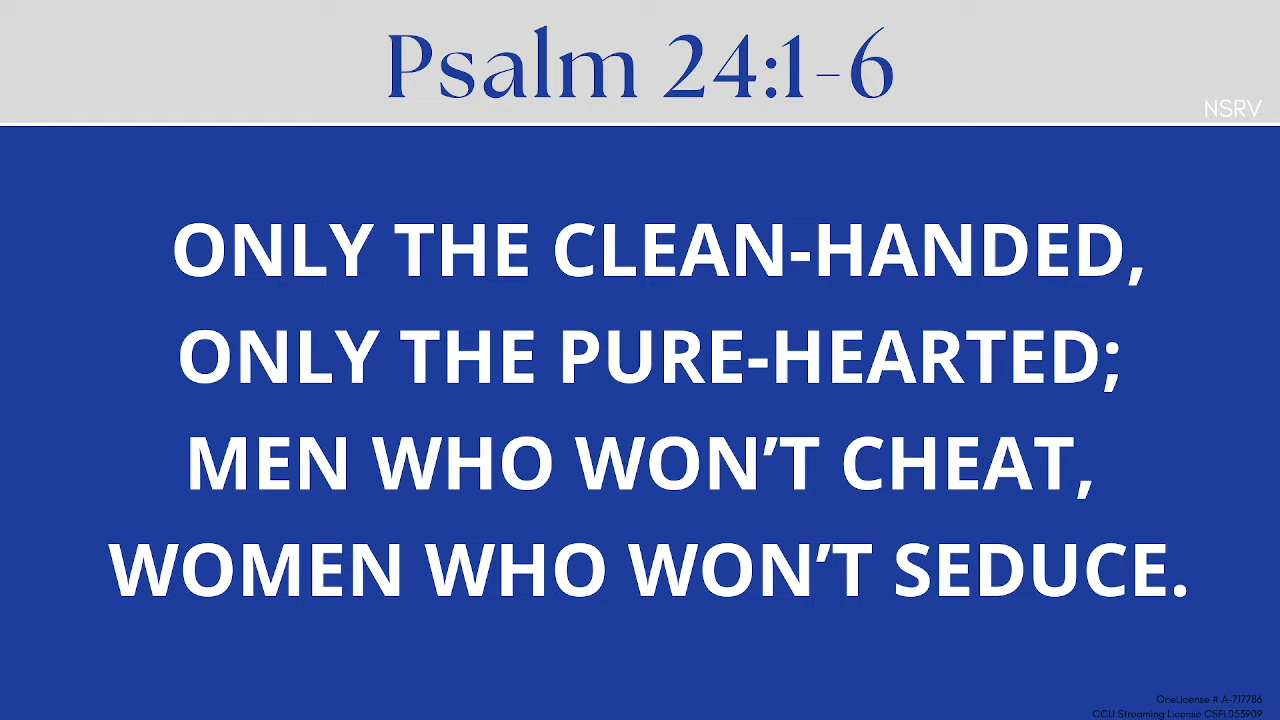 Psalm 24:1-6
NSRV
ONLY THE CLEAN-HANDED,
ONLY THE PURE-HEARTED;
MEN WHO WON’T CHEAT,
WOMEN WHO WON’T SEDUCE.
OneLicense # A-717786
CCLI Streaming License CSPL053909